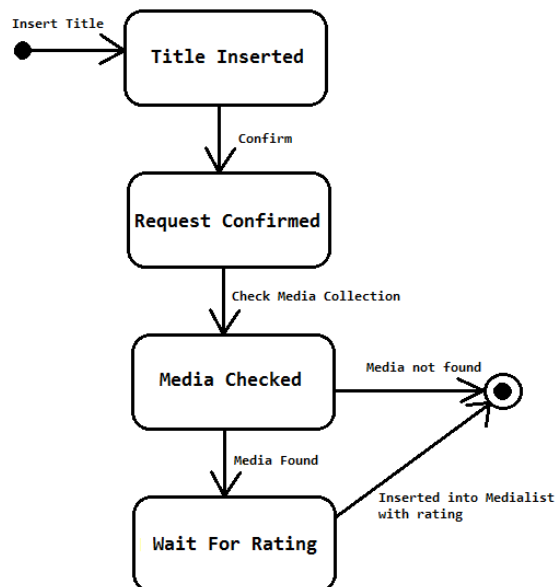 Insert Title
Title Inserted
Confirm
Request Confirmed
Check Media Collection
Media Checked
Media not found
Media Found
Inserted into Medialist
with rating
Wait For Rating